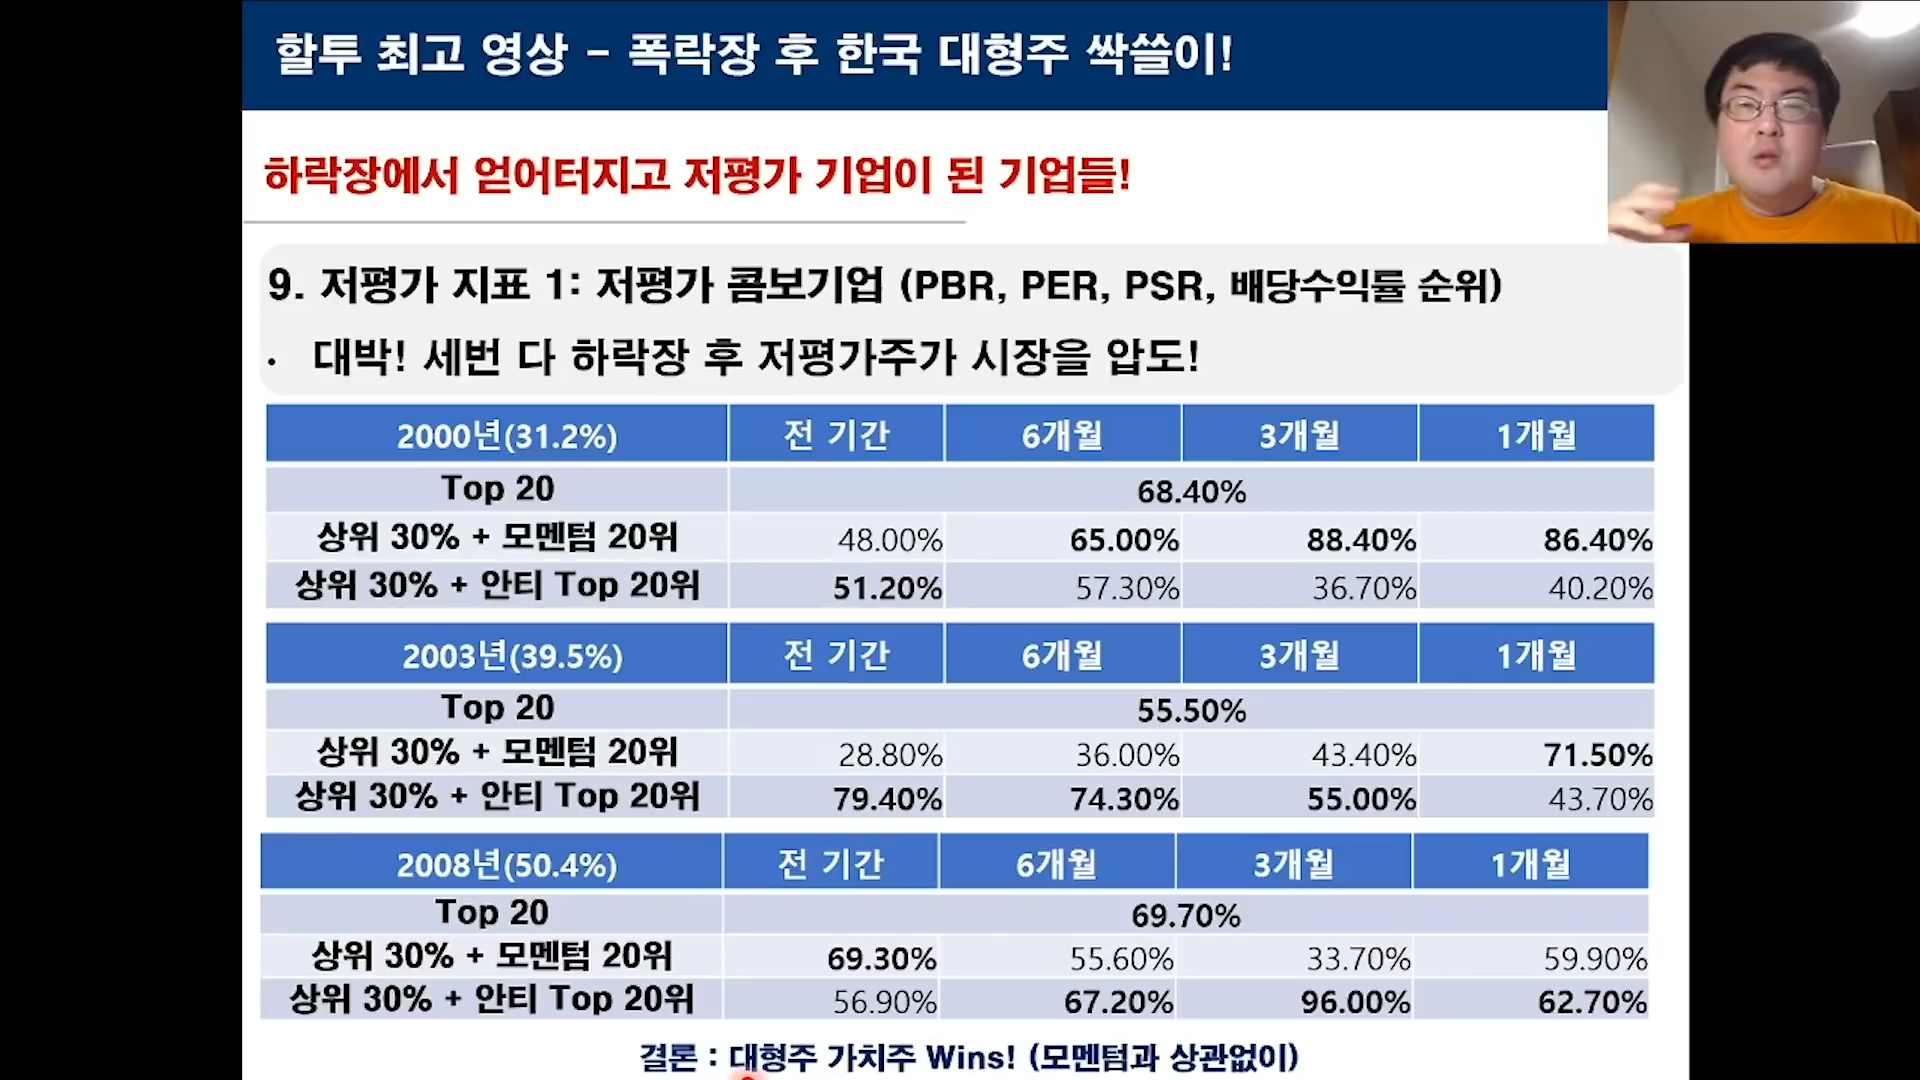 할투 최고 영상 - 폭락장 후 한국 대형주 싹쓸이!
하락장에서 얻어터지고 저평가 기업이 된 기업들!
9. 저평가 지표 1: 저평가 콤보기업 (PBR, PER, PSR, 배당수익률 순위)
• 대박! 세번 다 하락장 후 저평가주가 시장을 압도!
2000년(31.2%) 전 기간 6개월 3개월 1개월
Top 20 68.40%
상위 30% + 모멘텀 20위 48.00% 65.00% 88.40% 86.40%
상위 30% + 안티 Top 20위 51.20% 57.30% 36.70% 40.20%
2003년(39.5%) 전 기간 6개월 3개월 1개월
Top 20 55.50%
상위 30% + 모멘텀 20위 28.80% 36.00% 43.40% 71.50%
상위 30% + 안티 Top 20위 79.40% 74.30% 55.00% 43.70%
2008년(50.4%) 전 기간 6개월 3개월 1개월
Top 20 69.70%
상위 30% + 모멘텀 20위 69.30% 55.60% 33.70% 59.90%
상위 30% + 안티 Top 20위 56.90% 67.20% 96.00% 62.70%
결론 : 대형주 가치주 Wins! (모멘텀과 상관없이)